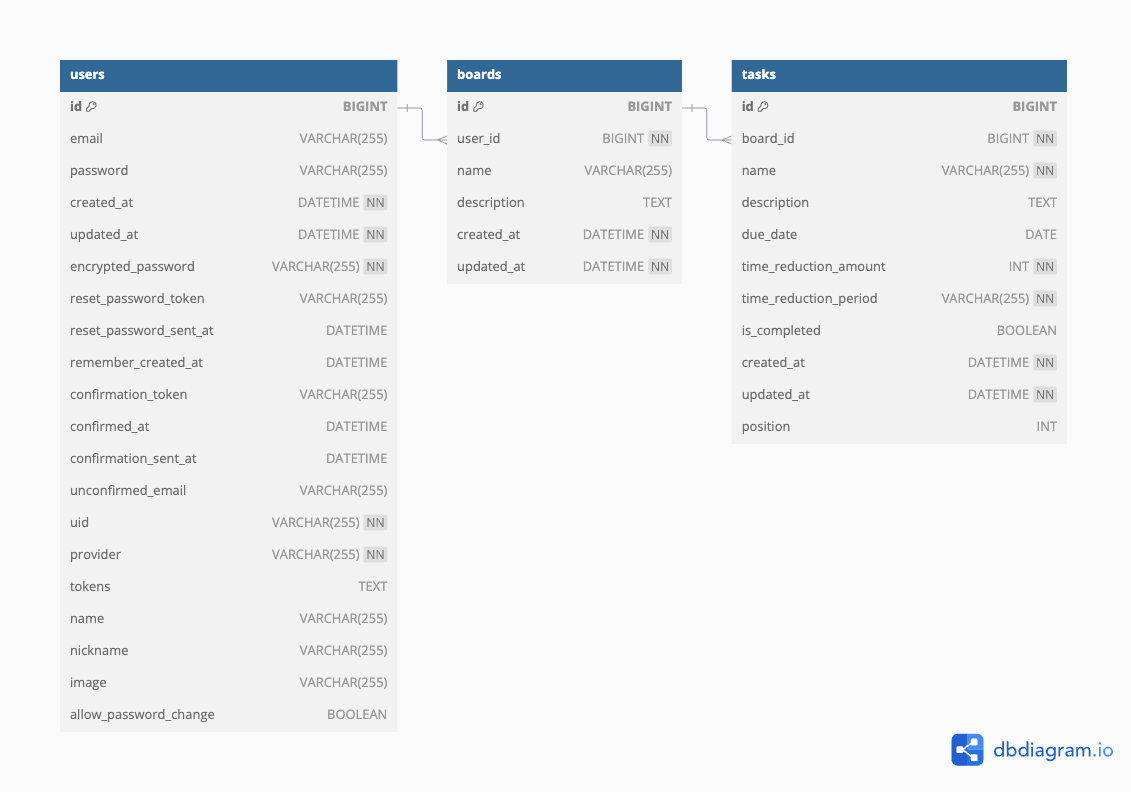 users
id BIGINT
email VARCHAR(255)
password VARCHAR(255)
created_at DATETIME NN
updated_at DATETIME NN
encrypted_password VARCHAR(255) NN
reset_password_token VARCHAR(255)
reset_password_sent_at DATETIME
remember_created_at DATETIME
confirmation_token VARCHAR(255)
confirmed_at DATETIME
confirmation_sent_at DATETIME
unconfirmed_email VARCHAR(255)
uid VARCHAR(255) NN
provider VARCHAR(255) NN
tokens TEXT
name VARCHAR(255)
nickname VARCHAR(255)
image VARCHAR(255)
allow_password_change BOOLEAN
boards
id BIGINT
user_id BIGINT NN
name VARCHAR(255)
description TEXT
created_at DATETIME NN
updated_at DATETIME NN
tasks
id BIGINT
board_id BIGINT NN
name VARCHAR(255) NN
description TEXT
due_date DATE
time_reduction_amount INT NN
time_reduction_period VARCHAR(255) NN
is_completed BOOLEAN
created_at DATETIME NN
updated_at DATETIME NN
position INT
dbdiagram.io